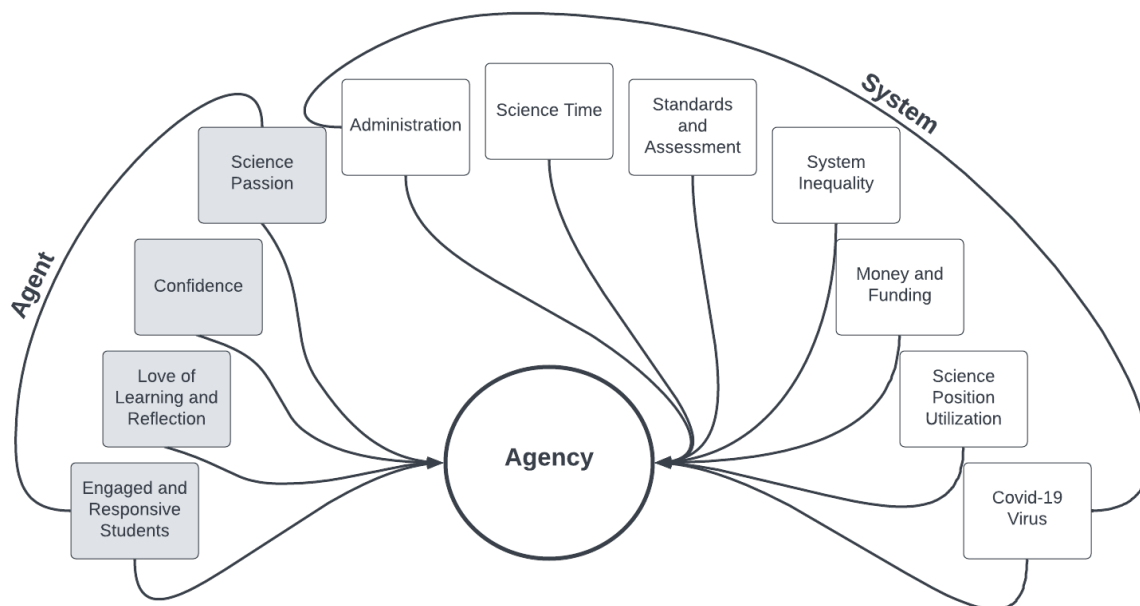 System
Agent
Science
Passion
Administration
Science Time
Standards
and
Assessment
System
Inequality
Confidence
Money and
Funding
Love of
Learning and
Reflection
Science
Position
Utilization
Agency
Engaged and
Responsive
Students
Covid-19
Virus